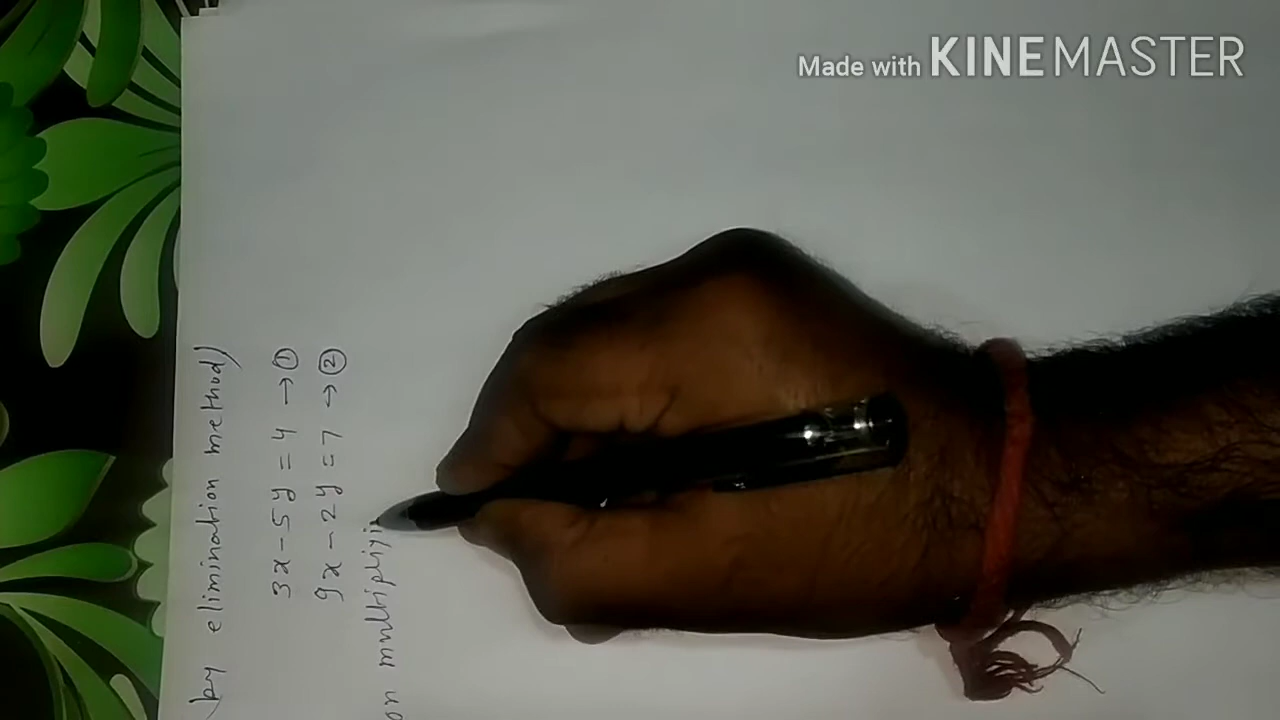 Made with KINEMASTER
by elimination method)
3x - 5y = 4 → ①
9x - 2y = 7 → ②
on multiplyi